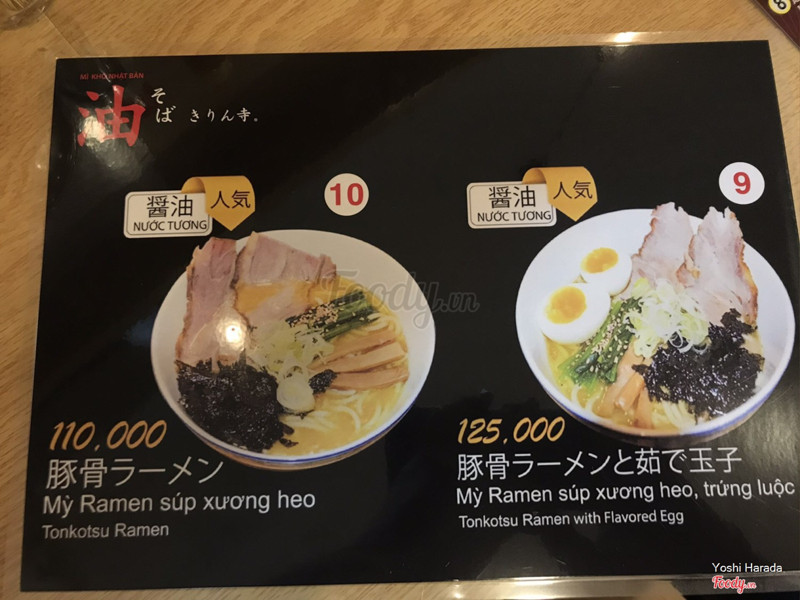 MÌ KHÔ NHẬT BẢN
油そば きりん寺。
醤油
NƯỚC TƯƠNG
人気
10
110,000
豚骨ラーメン
Mỳ Ramen súp xương heo
Tonkotsu Ramen
醤油
NƯỚC TƯƠNG
人気
9
125,000
豚骨ラーメンと茹で玉子
Mỳ Ramen súp xương heo, trứng luộc
Tonkotsu Ramen with Flavored Egg
Foody.vn
Yoshi Harada
Foody.vn